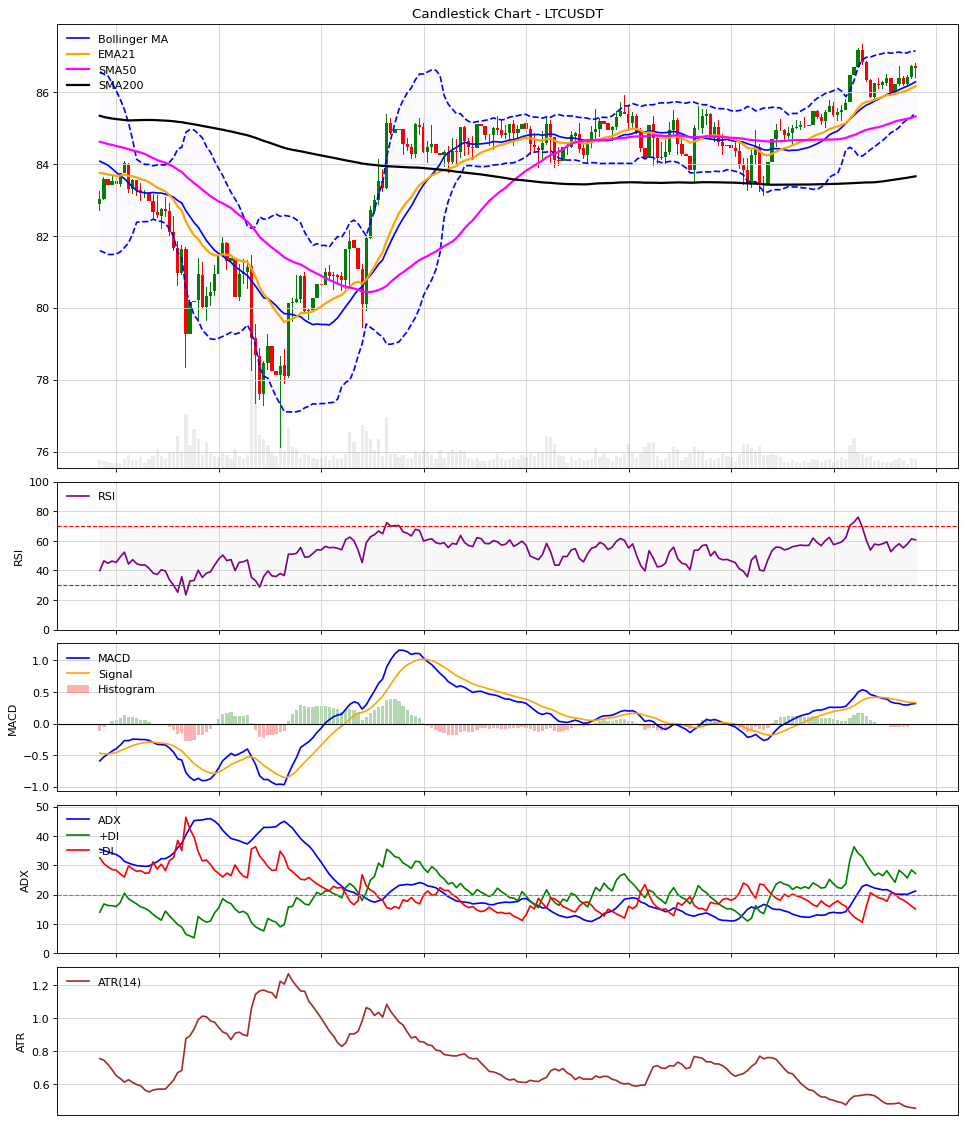 Candlestick Chart - LTCUSDT
Bollinger MA
EMA21
SMA50
SMA200
86
84
82
80
78
76
RSI
100
80
60
40
20
0
RSI
MACD
Signal
Histogram
1.0
0.5
0.0
−0.5
−1.0
MACD
ADX
+DI
-DI
50
40
30
20
10
0
ADX
ATR(14)
1.2
1.0
0.8
0.6
ATR